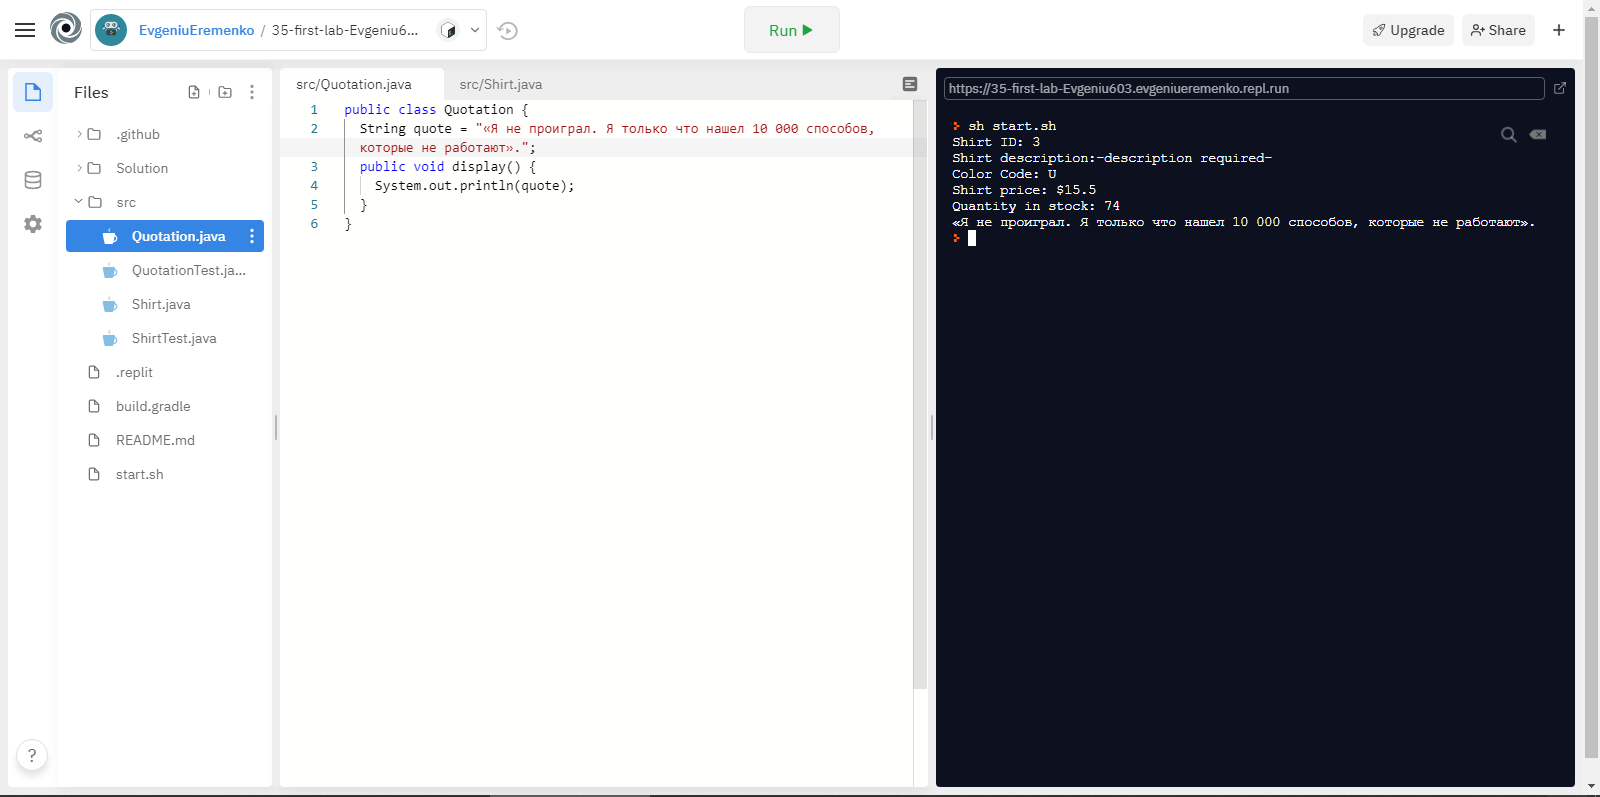 EvgeniuEremenko / 35-first-lab-Evgeniu6...
Run
Upgrade
Share
Files
.github
Solution
src
Quotation.java
QuotationTest.ja...
Shirt.java
ShirtTest.java
.replit
build.gradle
README.md
start.sh
?
src/Quotation.java
src/Shirt.java
1 public class Quotation {
2 String quote = "«Я не проиграл. Я только что нашел 10 000 способов,
которые не работают».";
3 public void display() {
4 System.out.println(quote);
5 }
6 }
https://35-first-lab-Evgeniu603.evgeniueremenko.repl.run
sh start.sh
Shirt ID: 3
Shirt description:-description required-
Color Code: U
Shirt price: $15.5
Quantity in stock: 74
«Я не проиграл. Я только что нашел 10 000 способов, которые не работают».